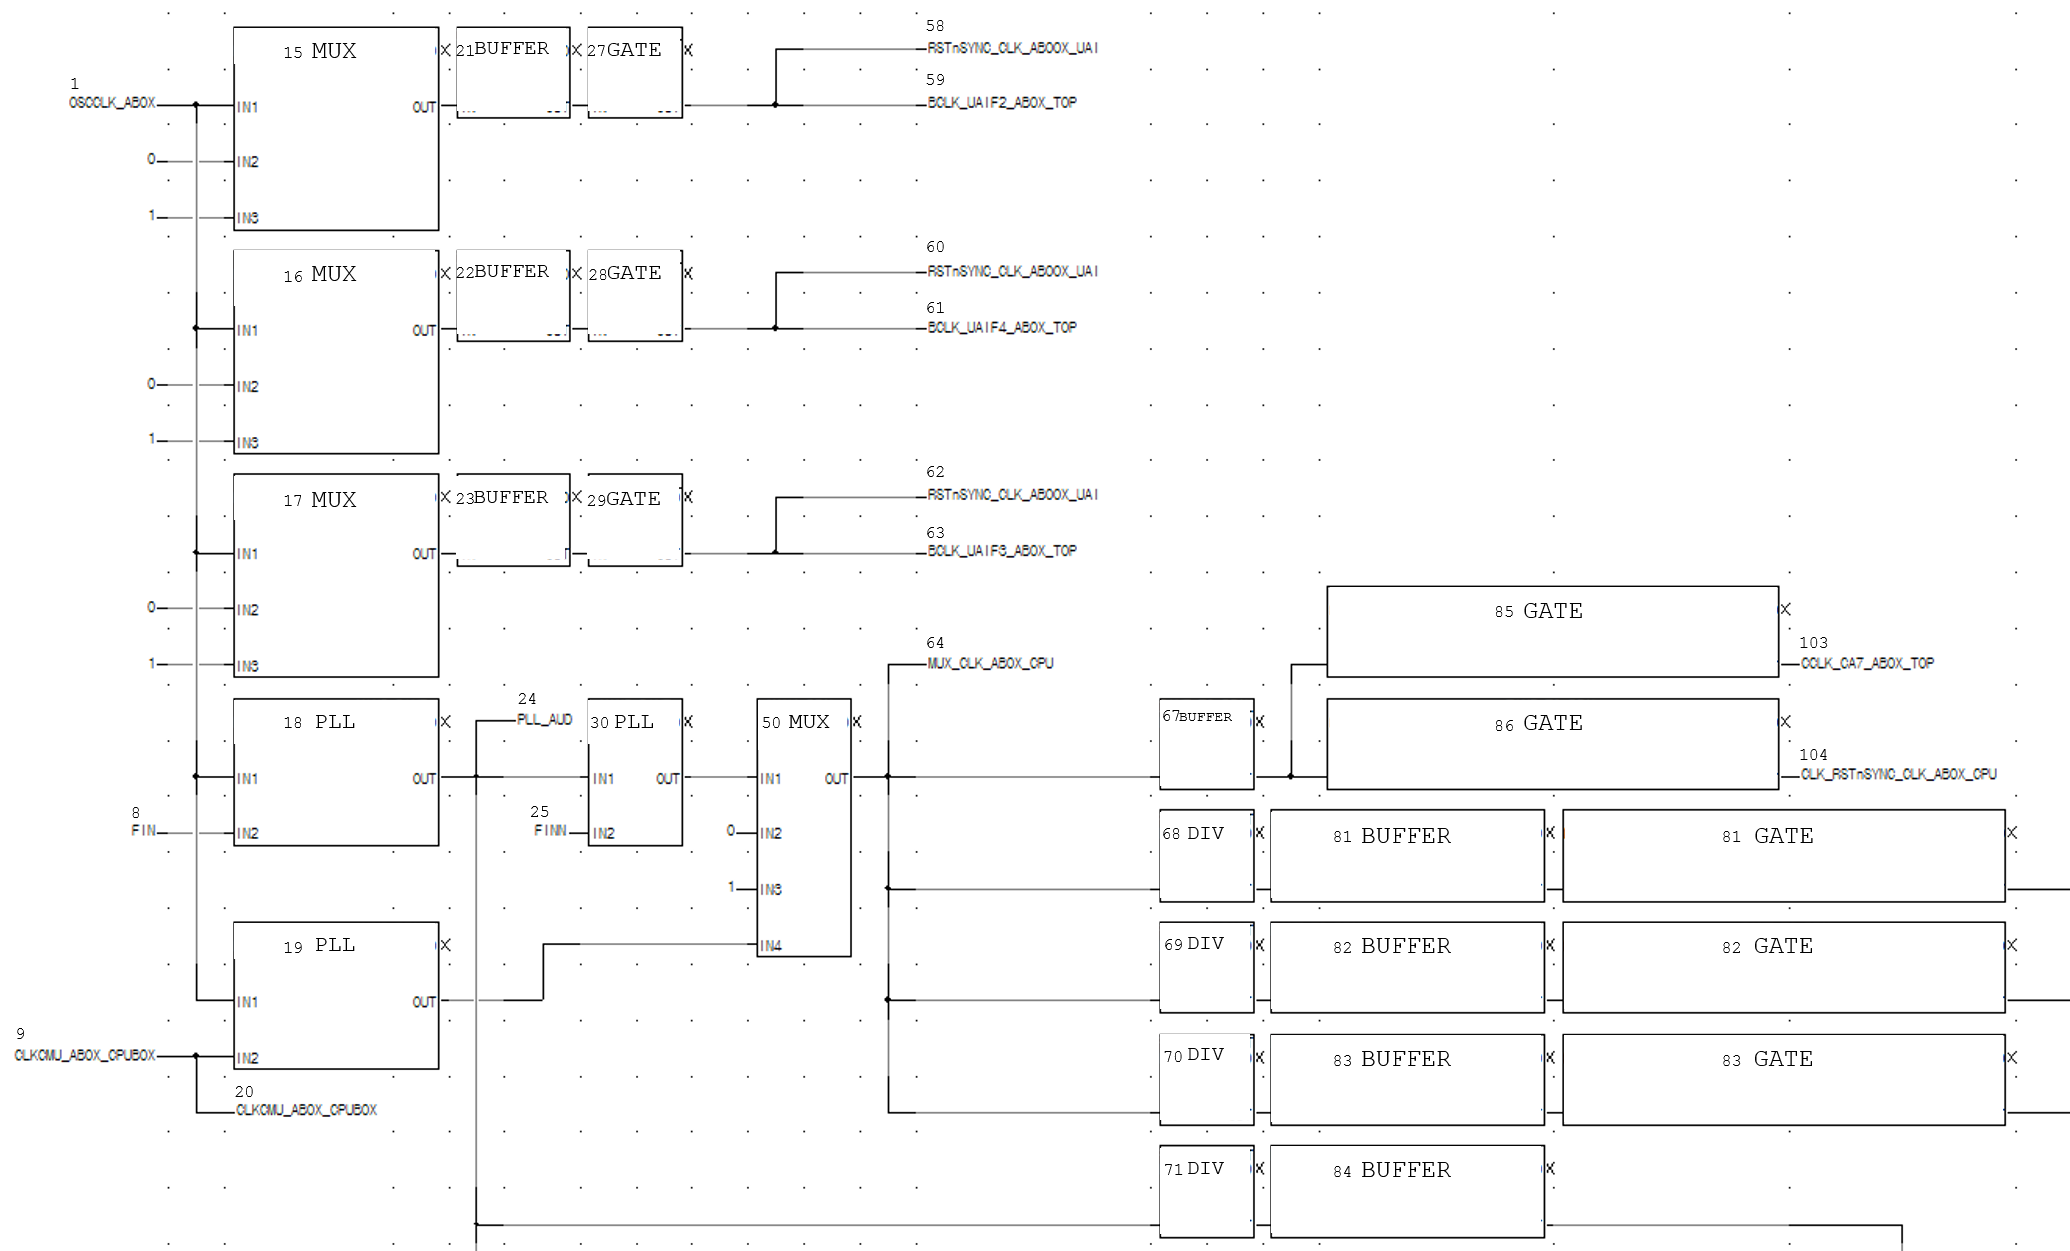 58
15 MUX X 21BUFFER X 27GATE X RSTnSYNC_CLK_ABOOX_UAI
1 59
OSCCLK_ABOX IN1 OUT BCLK_UAIF2_ABOX_TOP
0 IN2
1 IN3
60
16 MUX X 22BUFFER X 28GATE X RSTnSYNC_CLK_ABOOX_UAI
61
IN1 OUT BCLK_UAIF4_ABOX_TOP
0 IN2
1 IN3
62
17 MUX X 23BUFFER X 29GATE X RSTnSYNC_CLK_ABOOX_UAI
63
IN1 OUT BCLK_UAIF3_ABOX_TOP
0 IN2
85 GATE X
64 103
1 IN3 MUX_CLK_ABOX_CPU CCLK_CA7_ABOX_TOP
24
18 PLL X PLL_AUD 30 PLL X 50 MUX X 67BUFFER X 86 GATE X
104
IN1 OUT IN1 OUT IN1 OUT CLK_RSTnSYNC_CLK_ABOX_CPU
8 25
FIN IN2 FINN IN2 0 IN2 68 DIV X 81 BUFFER X 81 GATE X
1 IN3
19 PLL X IN4 69 DIV X 82 BUFFER X 82 GATE X
IN1 OUT
9
CLKCMU_ABOX_CPUBOX IN2 70 DIV X 83 BUFFER X 83 GATE X
20
CLKCMU_ABOX_CPUBOX
71 DIV X 84 BUFFER X